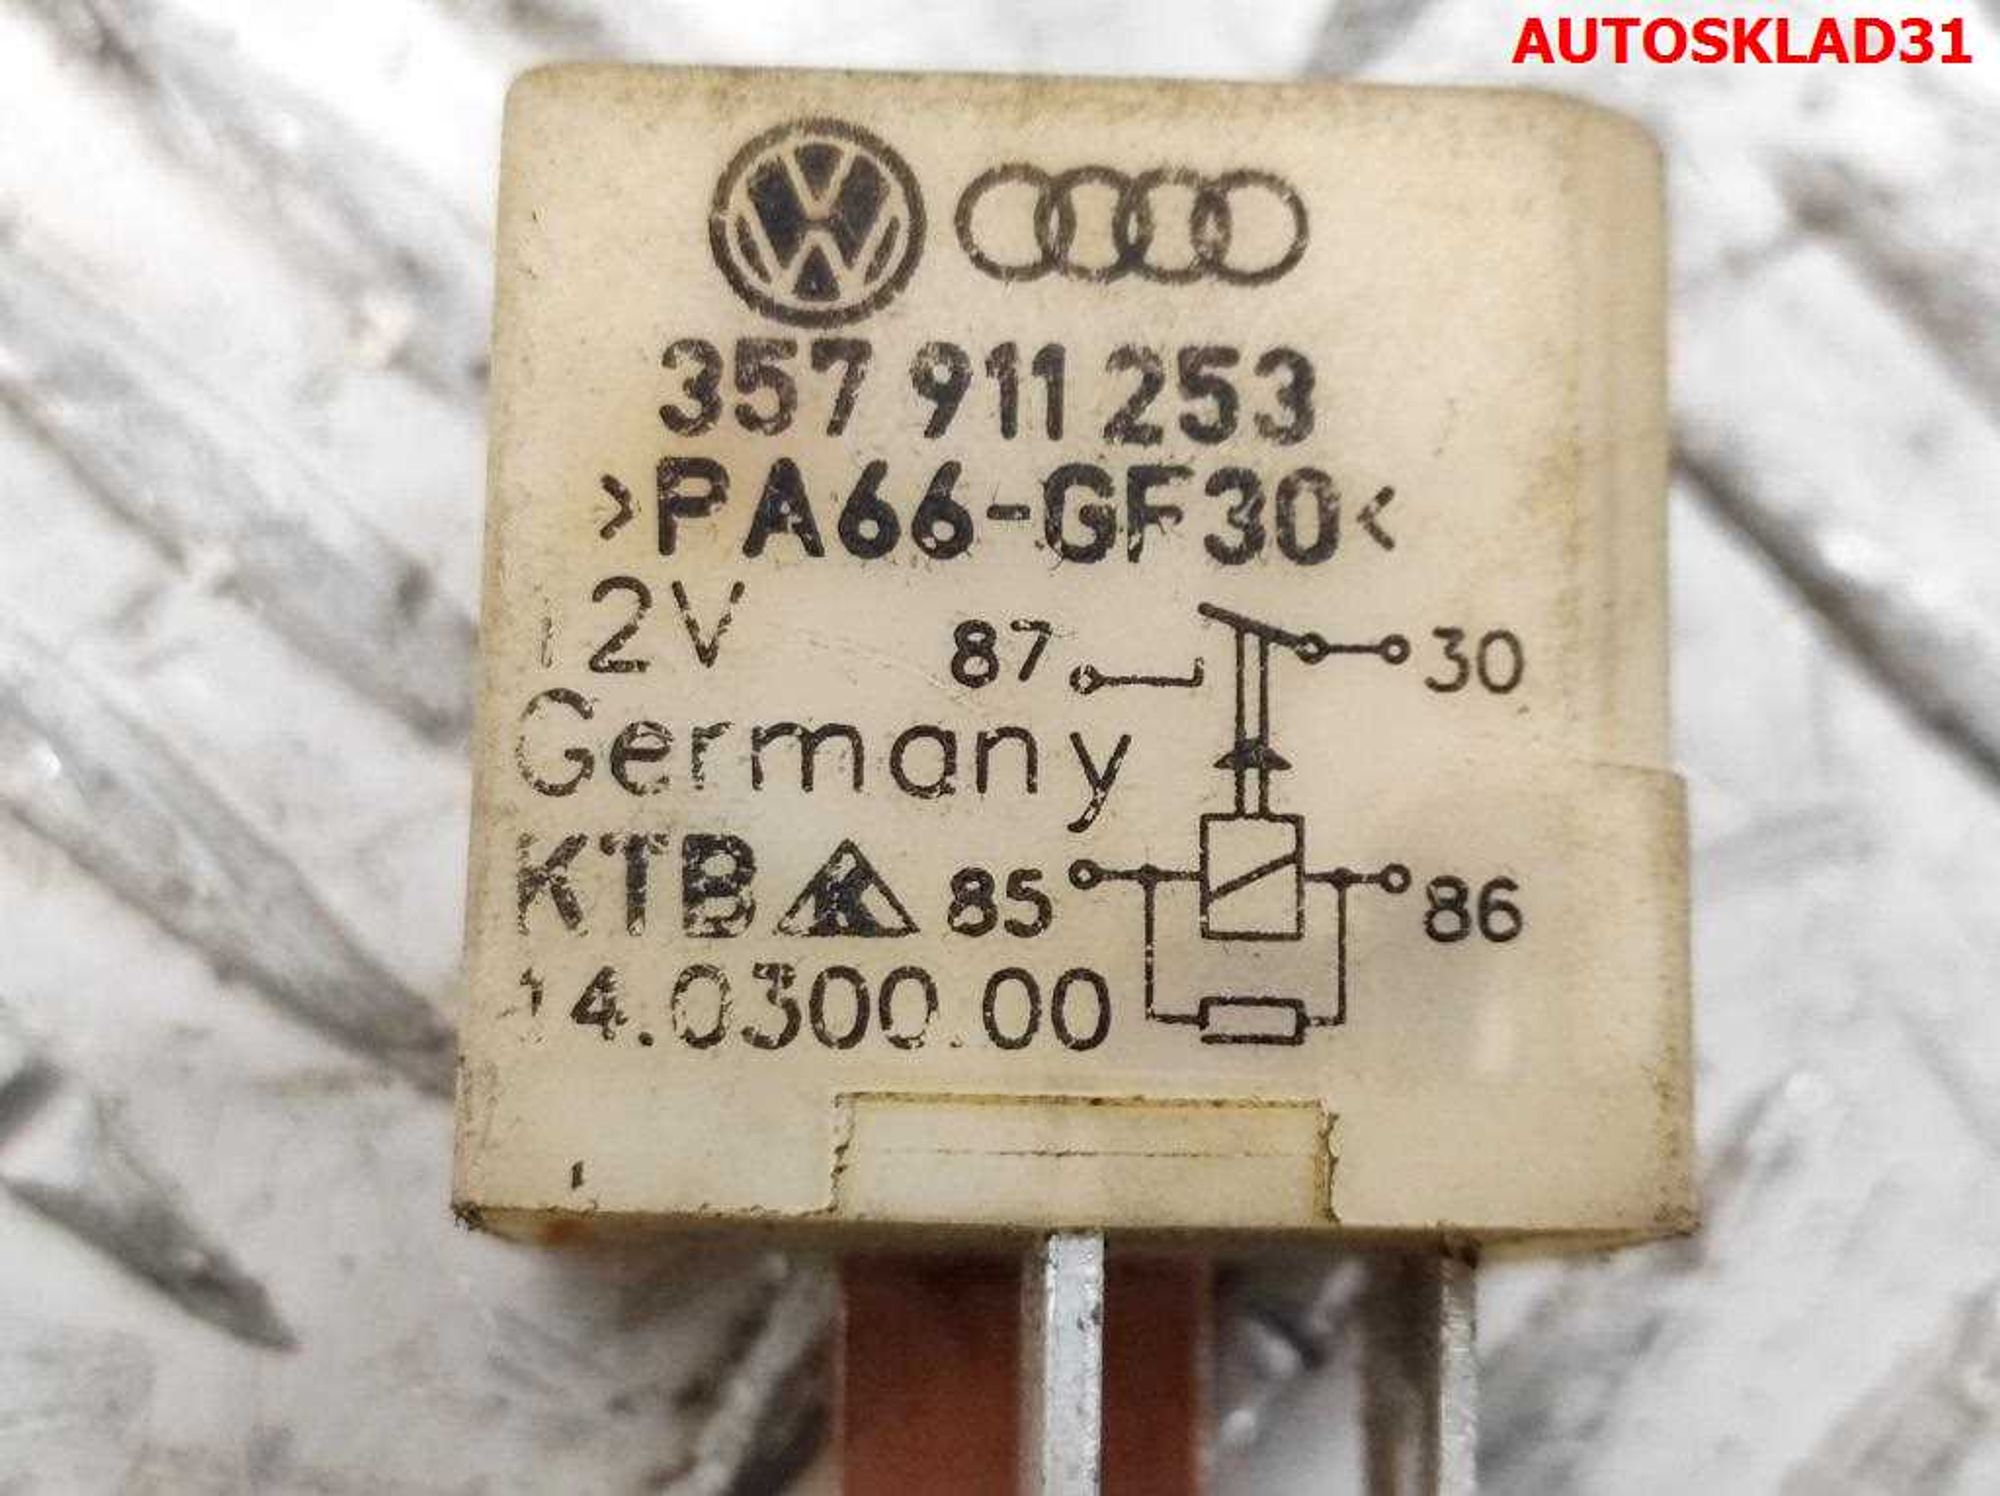 AUTOSKLAD31
357 911 253
>PA66-GF30<
12V
87
30
Germany
KTB K 85
86
14.0300.00